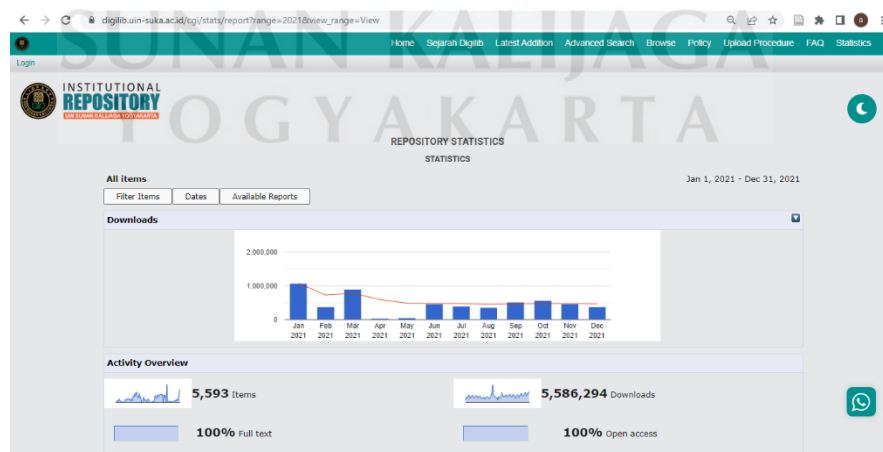 digilib.uin-suka.ac.id/cgi/stats/report?range=2021&view_range=View
SUNAN KALIJAGA
Home Sejarah Digilib Latest Addition Advanced Search Browse Policy Upload Procedure FAQ Statistics
Login
INSTITUTIONAL
REPOSITORY
UIN SUNAN KALIJAGA YOGYAKARTA
YOGYAKARTA
REPOSITORY STATISTICS
STATISTICS
All items
Jan 1, 2021 - Dec 31, 2021
Filter Items Dates Available Reports
Downloads
2,000,000
1,000,000
0
Jan Feb Mar Apr May Jun Jul Aug Sep Oct Nov Dec
2021 2021 2021 2021 2021 2021 2021 2021 2021 2021 2021 2021
Activity Overview
5,593 Items 5,586,294 Downloads
100% Full text 100% Open access